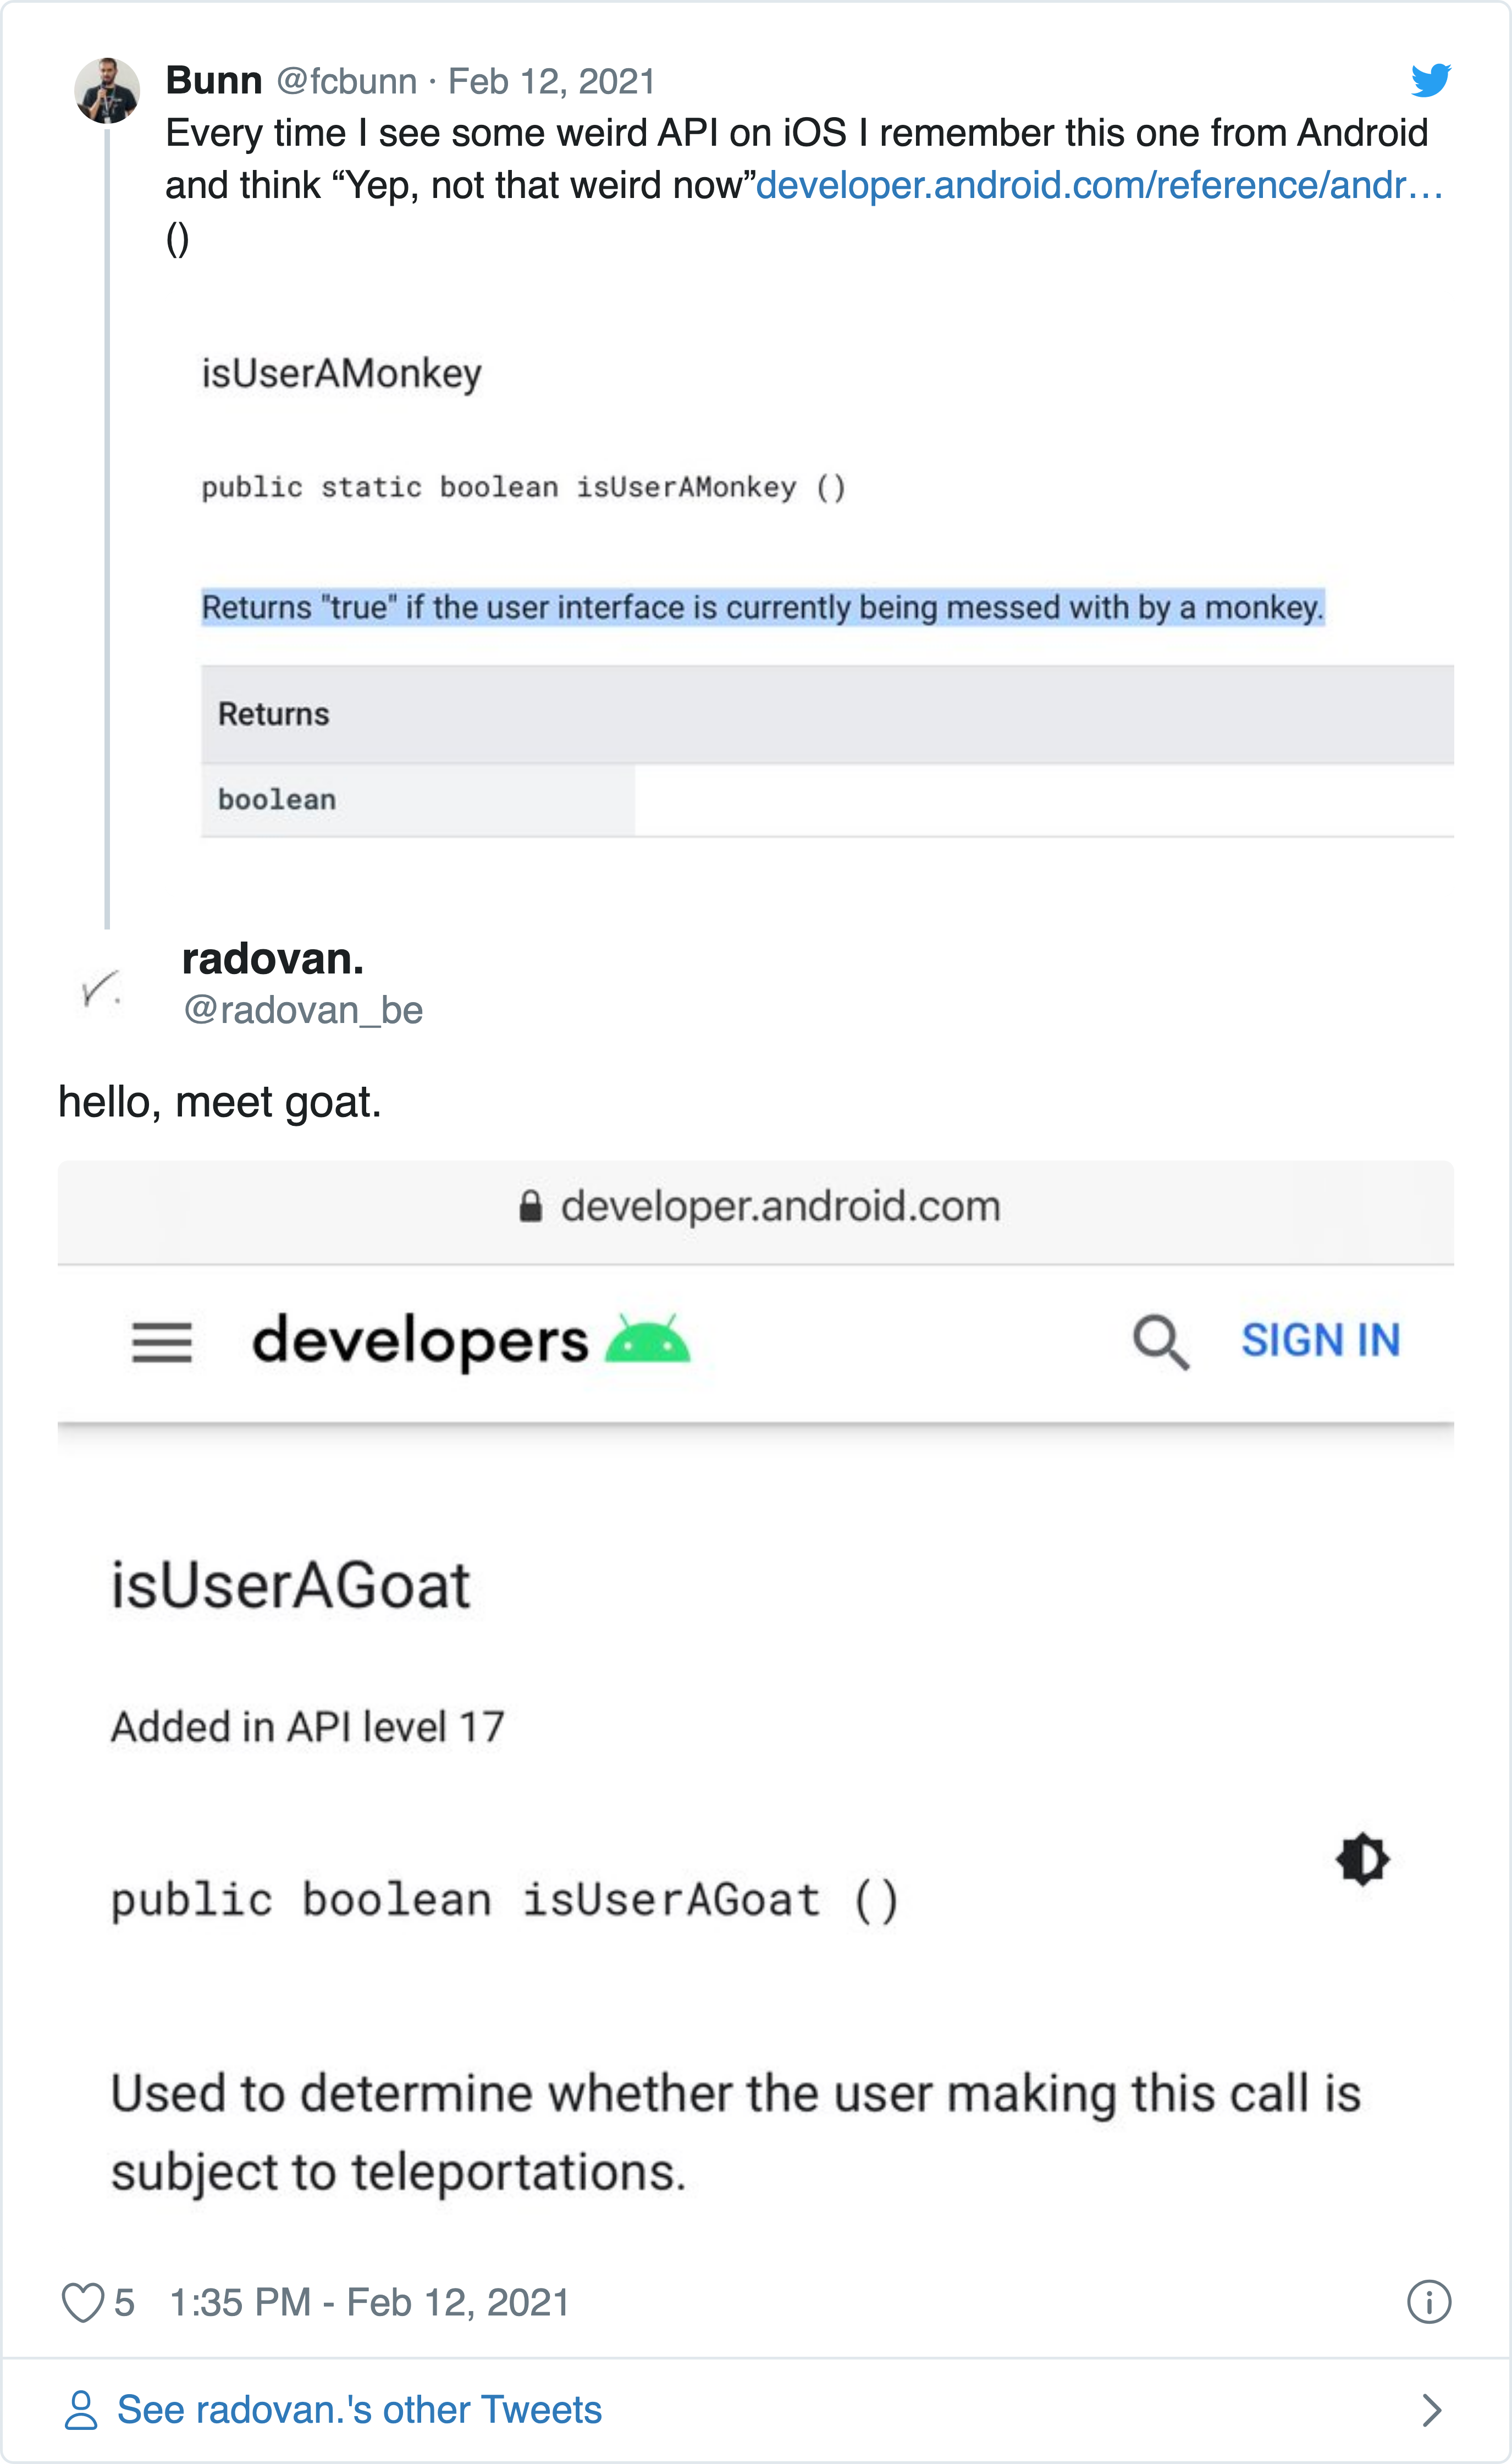 Bunn @fcbunn · Feb 12, 2021
Every time I see some weird API on iOS I remember this one from Android
and think “Yep, not that weird now”developer.android.com/reference/andr…
()
isUserAMonkey
public static boolean isUserAMonkey ()
Returns "true" if the user interface is currently being messed with by a monkey.
Returns
boolean
radovan.
@radovan_be
hello, meet goat.
developer.android.com
developers
SIGN IN
isUserAGoat
Added in API level 17
public boolean isUserAGoat ()
Used to determine whether the user making this call is
subject to teleportations.
5 1:35 PM - Feb 12, 2021
See radovan.'s other Tweets